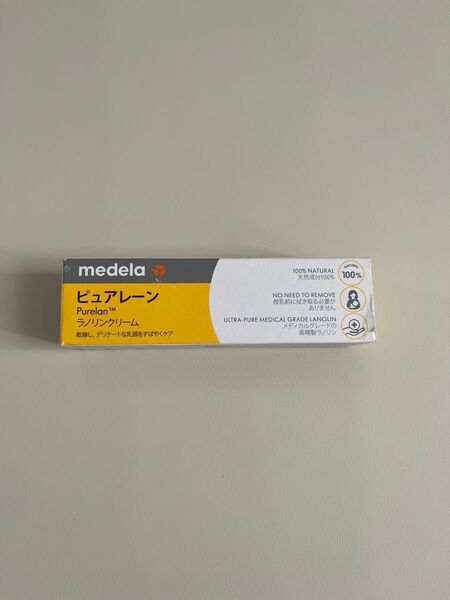 medela
ピュアレーン
Purelan™
ラノリンクリーム
乾燥し、デリケートな乳頭をすばやくケア
100% NATURAL
天然成分100%
NATURAL
100%
NO NEED TO REMOVE
授乳前に拭き取る必要が
ありません
ULTRA-PURE MEDICAL GRADE LANOLIN
メディカルグレードの
高精製ラノリン